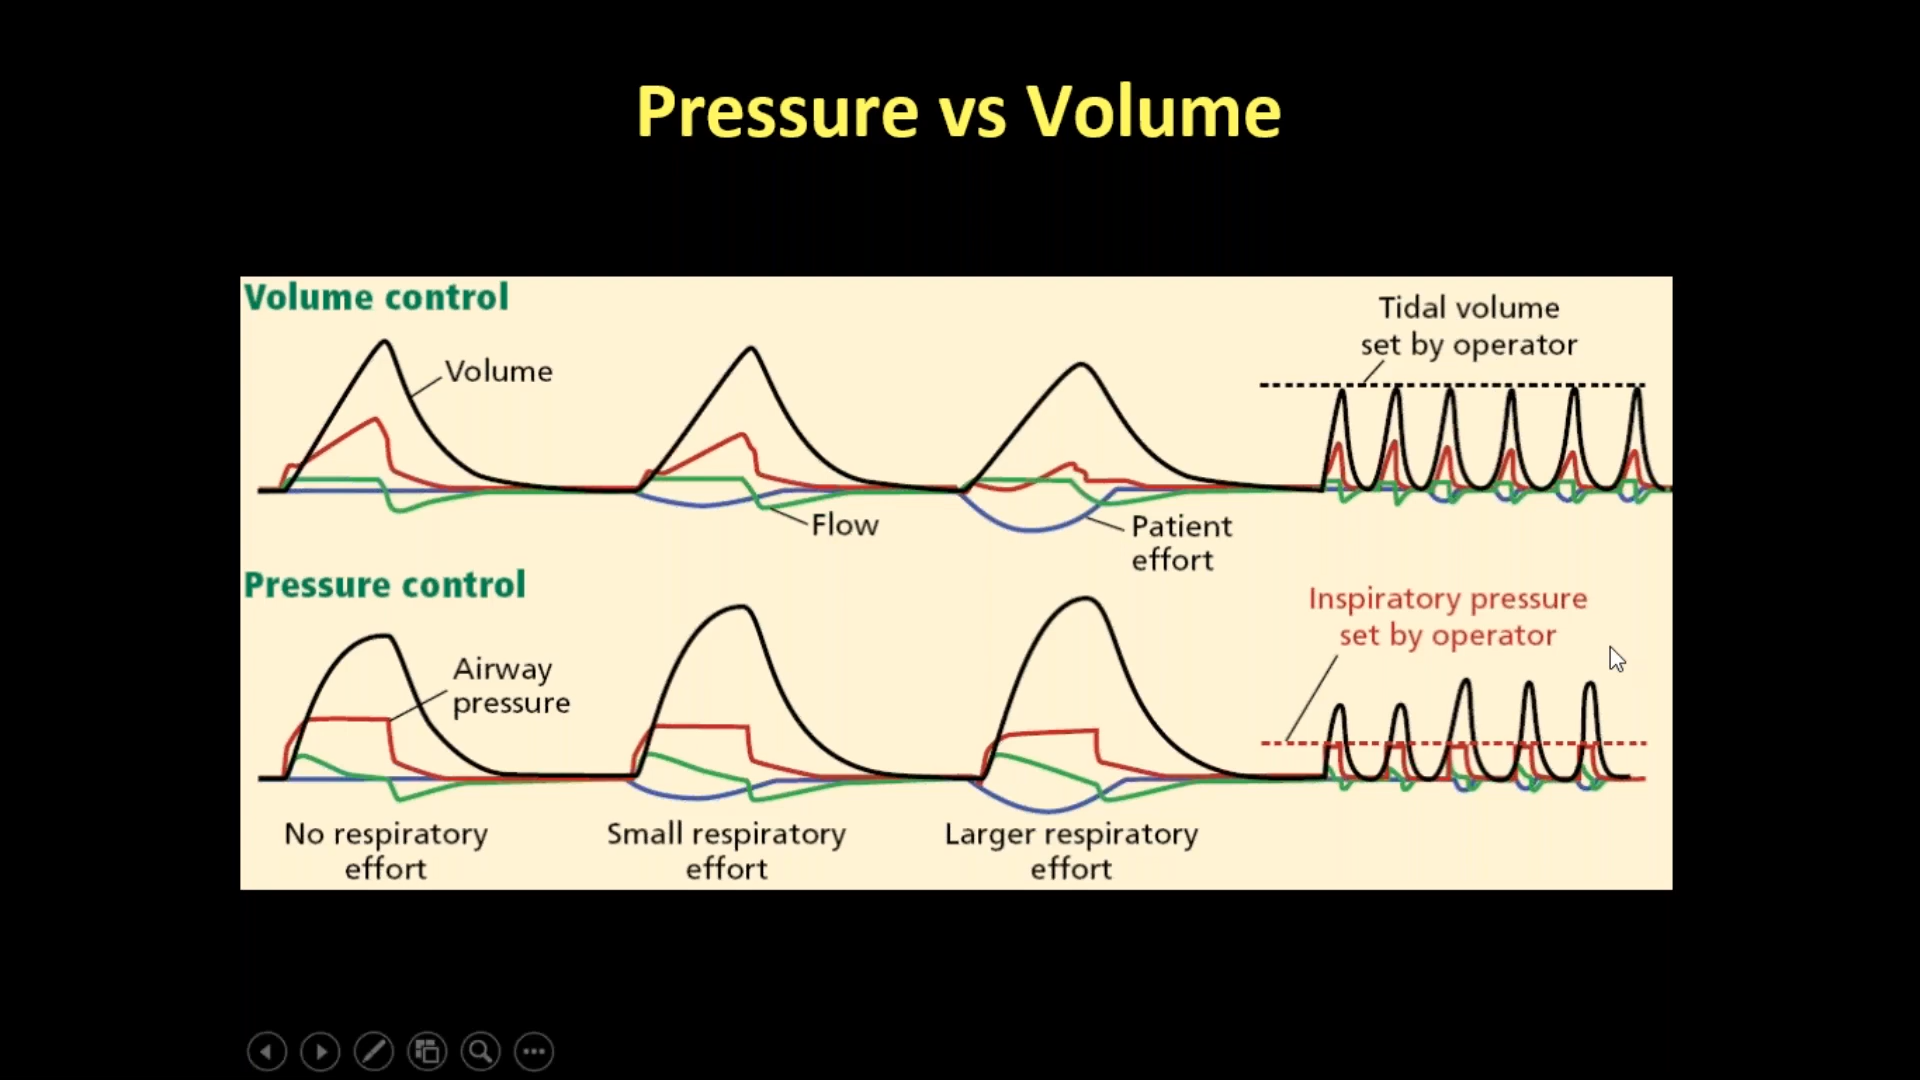 Pressure vs Volume
Volume control
Tidal volume
set by operator
Volume
Flow
Patient
effort
Pressure control
Inspiratory pressure
set by operator
Airway
pressure
No respiratory
effort
Small respiratory
effort
Larger respiratory
effort